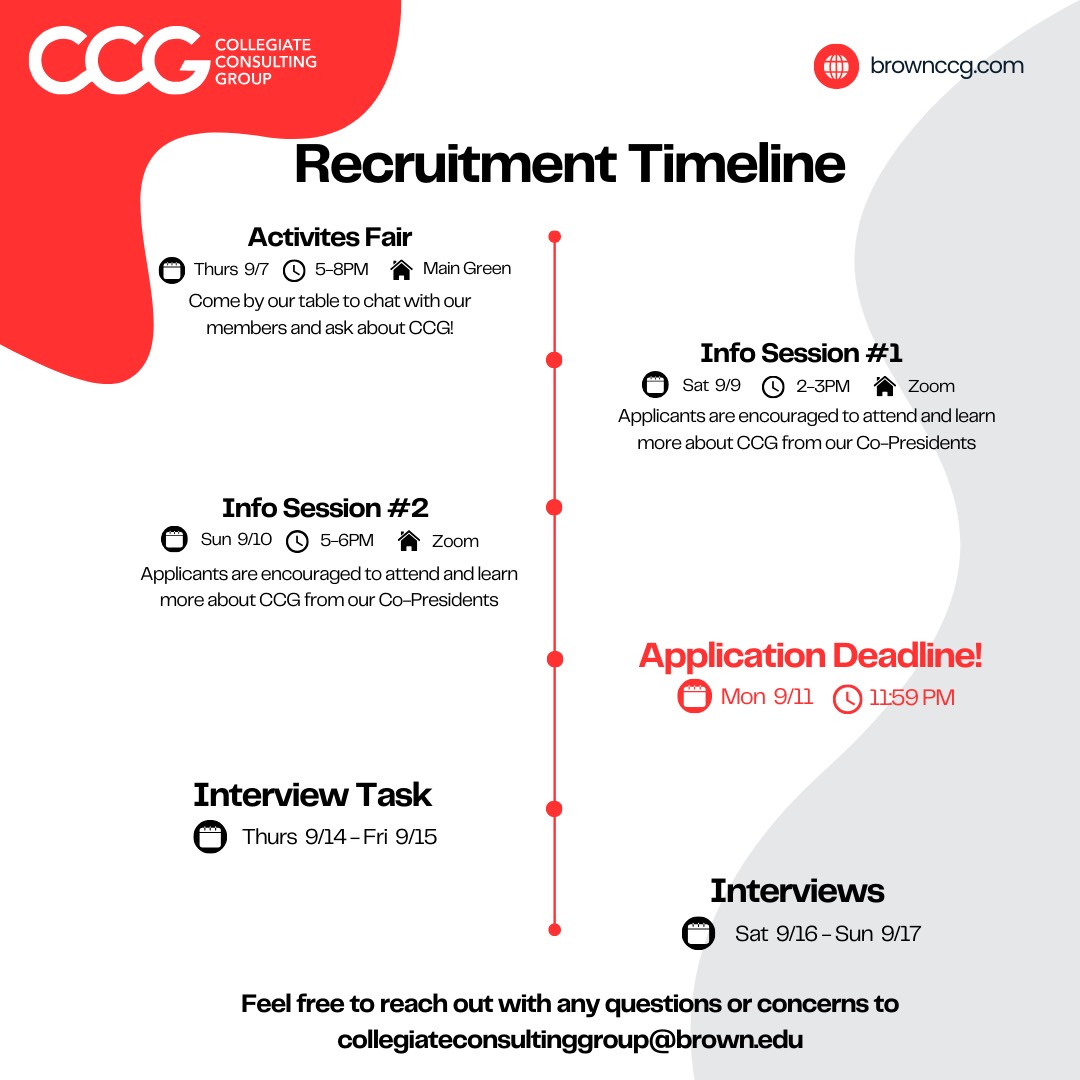 CCG COLLEGIATE
CONSULTING
GROUP
brownccg.com
Recruitment Timeline
Activites Fair
Thurs 9/7 5-8PM Main Green
Come by our table to chat with our
members and ask about CCG!
Info Session #1
Sat 9/9 2-3PM Zoom
Applicants are encouraged to attend and learn
more about CCG from our Co-Presidents
Info Session #2
Sun 9/10 5-6PM Zoom
Applicants are encouraged to attend and learn
more about CCG from our Co-Presidents
Application Deadline!
Mon 9/11 11:59 PM
Interview Task
Thurs 9/14 - Fri 9/15
Interviews
Sat 9/16 - Sun 9/17
Feel free to reach out with any questions or concerns to
collegiateconsultinggroup@brown.edu